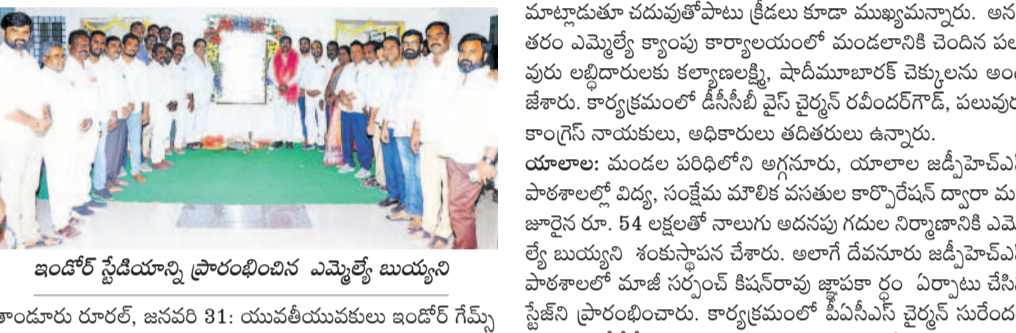 ఇండోర్ స్టేడియాన్ని ప్రారంభించిన ఎమ్మెల్యే బుయ్యని
తాండూరు రూరల్, జనవరి 31: యువతీయువకులు ఇండోర్ గేమ్స్
మాట్లాడుతూ చదువుతోపాటు క్రీడలు కూడా ముఖ్యమన్నారు. అన
తరం ఎమ్మెల్యే క్యాంపు కార్యాలయంలో మండలానికి చెందిన పల
వురు లబ్ధిదారులకు కల్యాణలక్ష్మి, షాదీముబారక్ చెక్కులను అం
జేశారు. కార్యక్రమంలో డీసీసీబీ వైస్ చైర్మన్ రవీందర్‌గౌడ్, పలువుర
కాంగ్రెస్ నాయకులు, అధికారులు తదితరులు ఉన్నారు.
యాలాల: మండల పరిధిలోని అగ్గనూరు, యాలాల జడ్పీహెచ్ఎ
పాఠశాలల్లో విద్య, సంక్షేమ మౌలిక వసతుల కార్పొరేషన్ ద్వారా మ
జూరైన రూ. 54 లక్షలతో నాలుగు అదనపు గదుల నిర్మాణానికి ఎమె
ల్యే బుయ్యని శంకుస్థాపన చేశారు. అలాగే దేవనూరు జడ్పీహెచ్ఎ
పాఠశాలలో మాజీ సర్పంచ్ కిషన్‌రావు జ్ఞాపకా ర్థం ఏర్పాటు చేసి
స్టేజ్‌ని ప్రారంభించారు. కార్యక్రమంలో పీఏసీఎస్ చైర్మన్ సురేంద